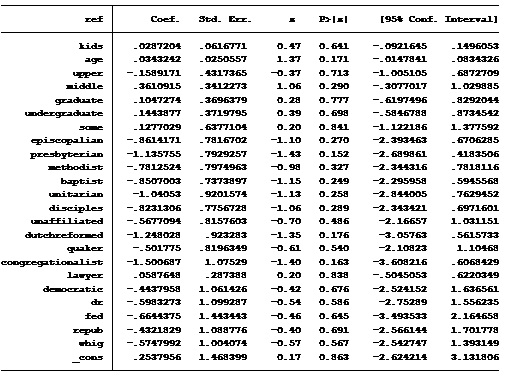 ref Coef. Std. Err. z P>|z| [95% Conf. Interval]
kids .0287204 .0616771 0.47 0.641 -.0921645 .1496053
age .0343242 .0250557 1.37 0.171 -.0147841 .0834326
upper -.1589171 .4317365 -0.37 0.713 -1.005105 .6872709
middle .3610915 .3412273 1.06 0.290 -.3077017 1.029885
graduate .1047274 .3696379 0.28 0.777 -.6197496 .8292044
undergraduate .1443877 .3719795 0.39 0.698 -.5846788 .8734542
some .1277029 .6377104 0.20 0.841 -1.122186 1.377592
episcopalian -.8614171 .7816702 -1.10 0.270 -2.393463 .6706285
presbyterian -1.135755 .7929257 -1.43 0.152 -2.689861 .4183506
methodist -.7812524 .7974963 -0.98 0.327 -2.344316 .7818116
baptist -.8507003 .7373897 -1.15 0.249 -2.295958 .5945568
unitarian -1.04053 .9201574 -1.13 0.258 -2.844005 .7629452
disciples -.8231306 .7756728 -1.06 0.289 -2.343421 .6971601
unaffiliated -.5677094 .8157603 -0.70 0.486 -2.16657 1.031151
dutchreformed -1.248028 .923283 -1.35 0.176 -3.05763 .5615733
quaker -.501775 .8196349 -0.61 0.540 -2.10823 1.10468
congregationalist -1.500687 1.07529 -1.40 0.163 -3.608216 .6068429
lawyer .0587648 .287388 0.20 0.838 -.5045053 .6220349
democratic -.4437958 1.061426 -0.42 0.676 -2.524152 1.636561
dr -.5983273 1.099287 -0.54 0.586 -2.75289 1.556235
fed -.6644375 1.443443 -0.46 0.645 -3.493533 2.164658
repub -.4321829 1.088776 -0.40 0.691 -2.566144 1.701778
whig -.5747992 1.004074 -0.57 0.567 -2.542747 1.393149
_cons .2537956 1.468399 0.17 0.863 -2.624214 3.131806